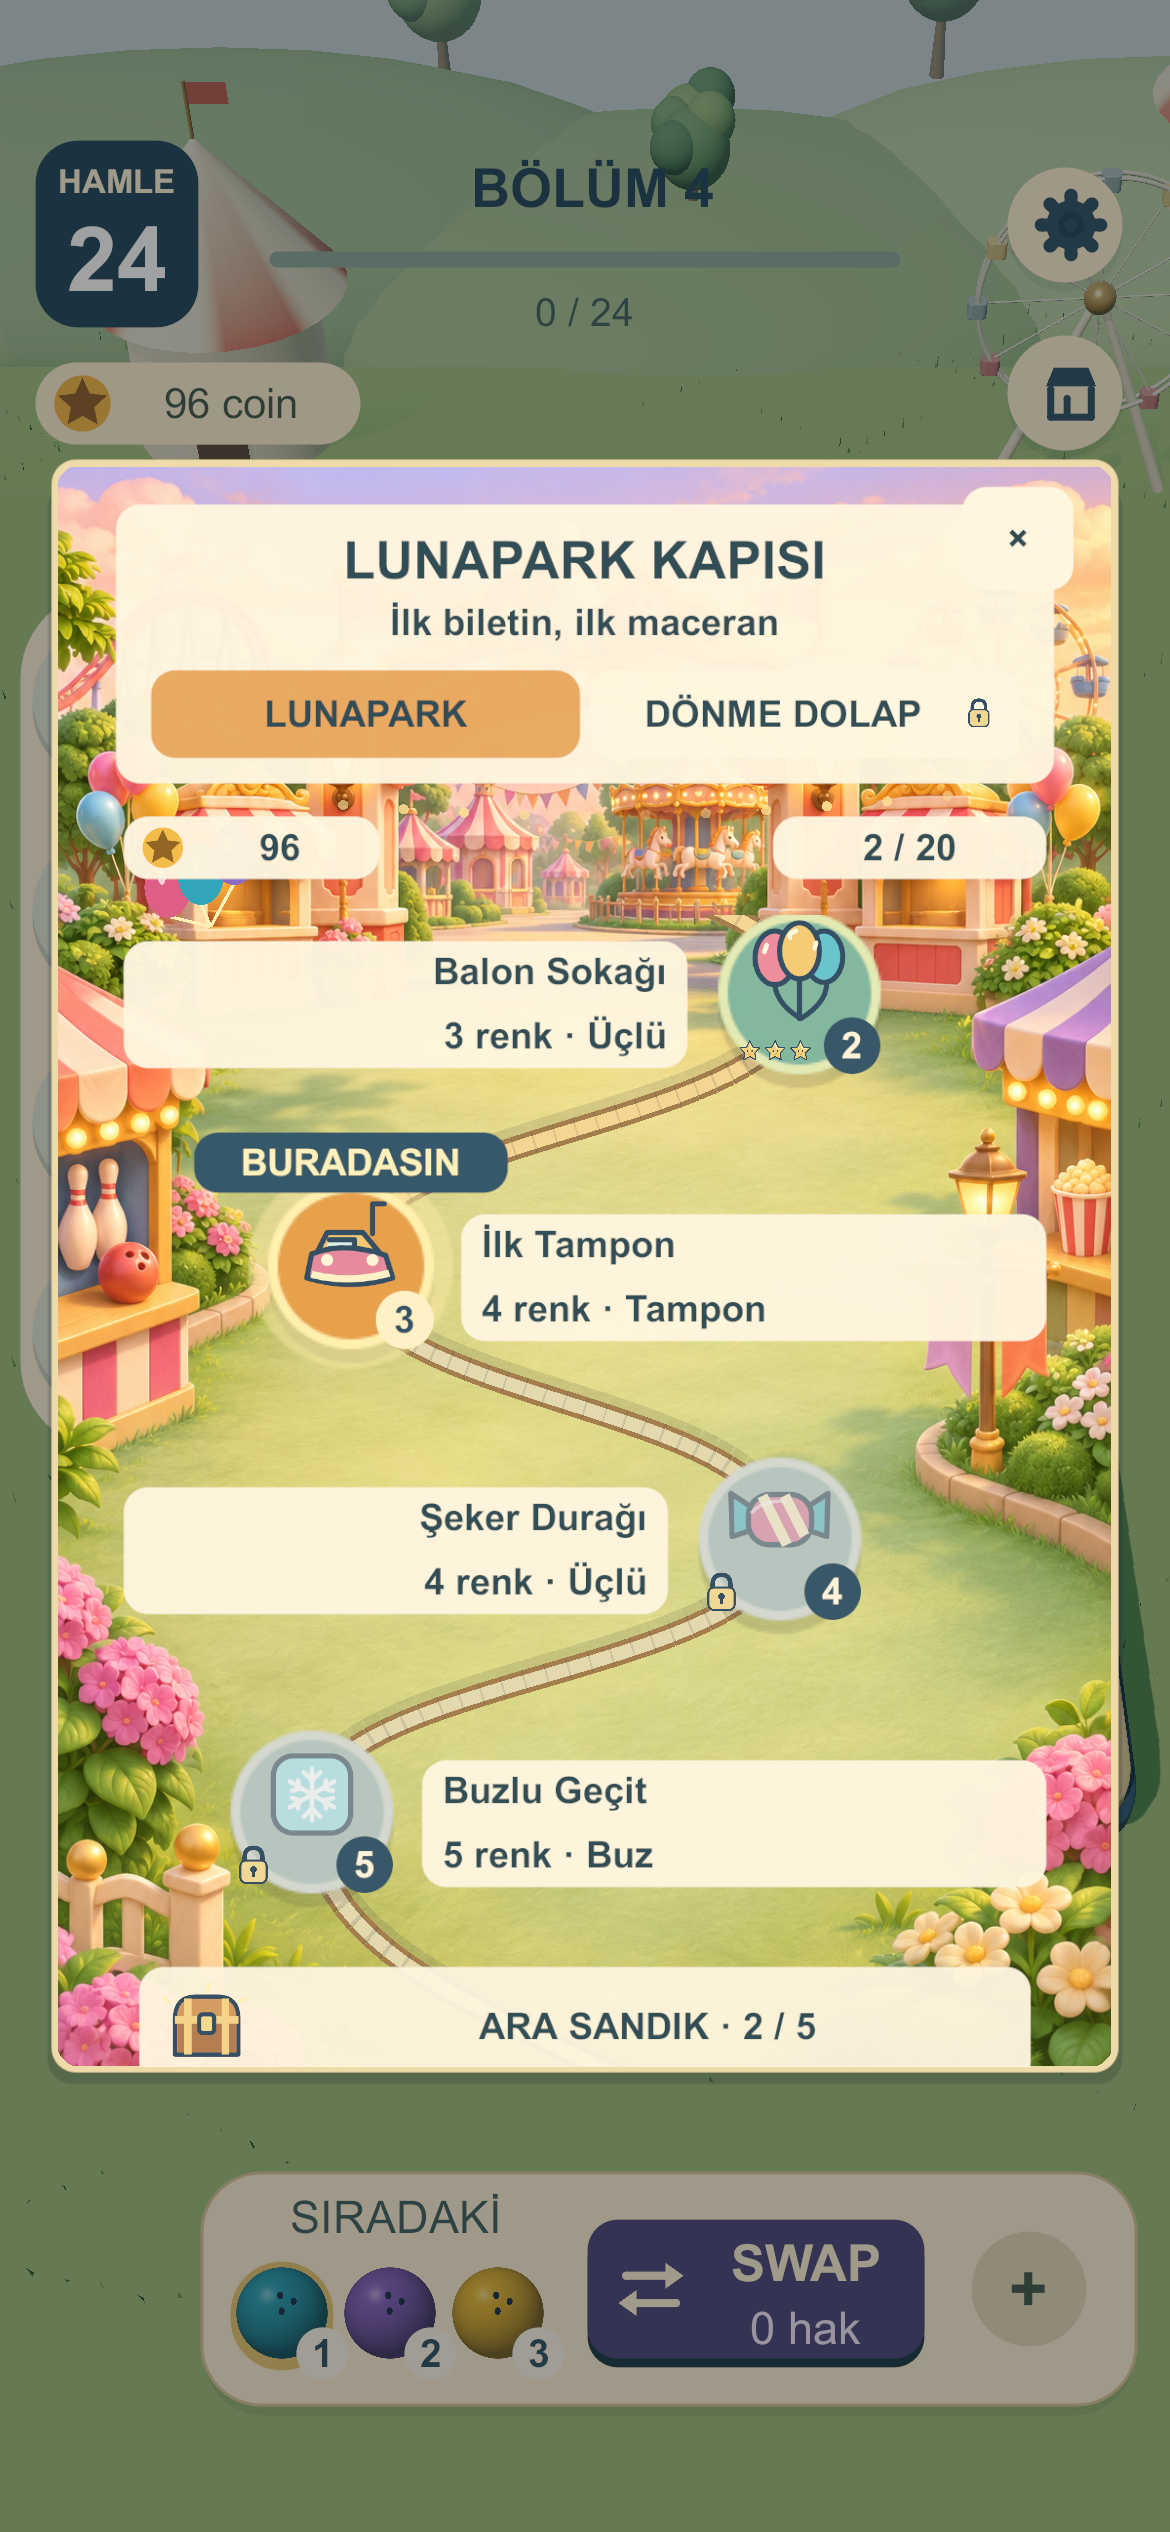 HAMLE
24
BÖLÜM 4
0 / 24
96 coin
LUNAPARK KAPISI
×
İlk biletin, ilk maceran
LUNAPARK
DÖNME DOLAP
96
2 / 20
Balon Sokağı
3 renk · Üçlü
2
BURADASIN
3
İlk Tampon
4 renk · Tampon
Şeker Durağı
4 renk · Üçlü
4
5
Buzlu Geçit
5 renk · Buz
ARA SANDIK · 2 / 5
SIRADAKİ
1
2
3
SWAP
0 hak
+